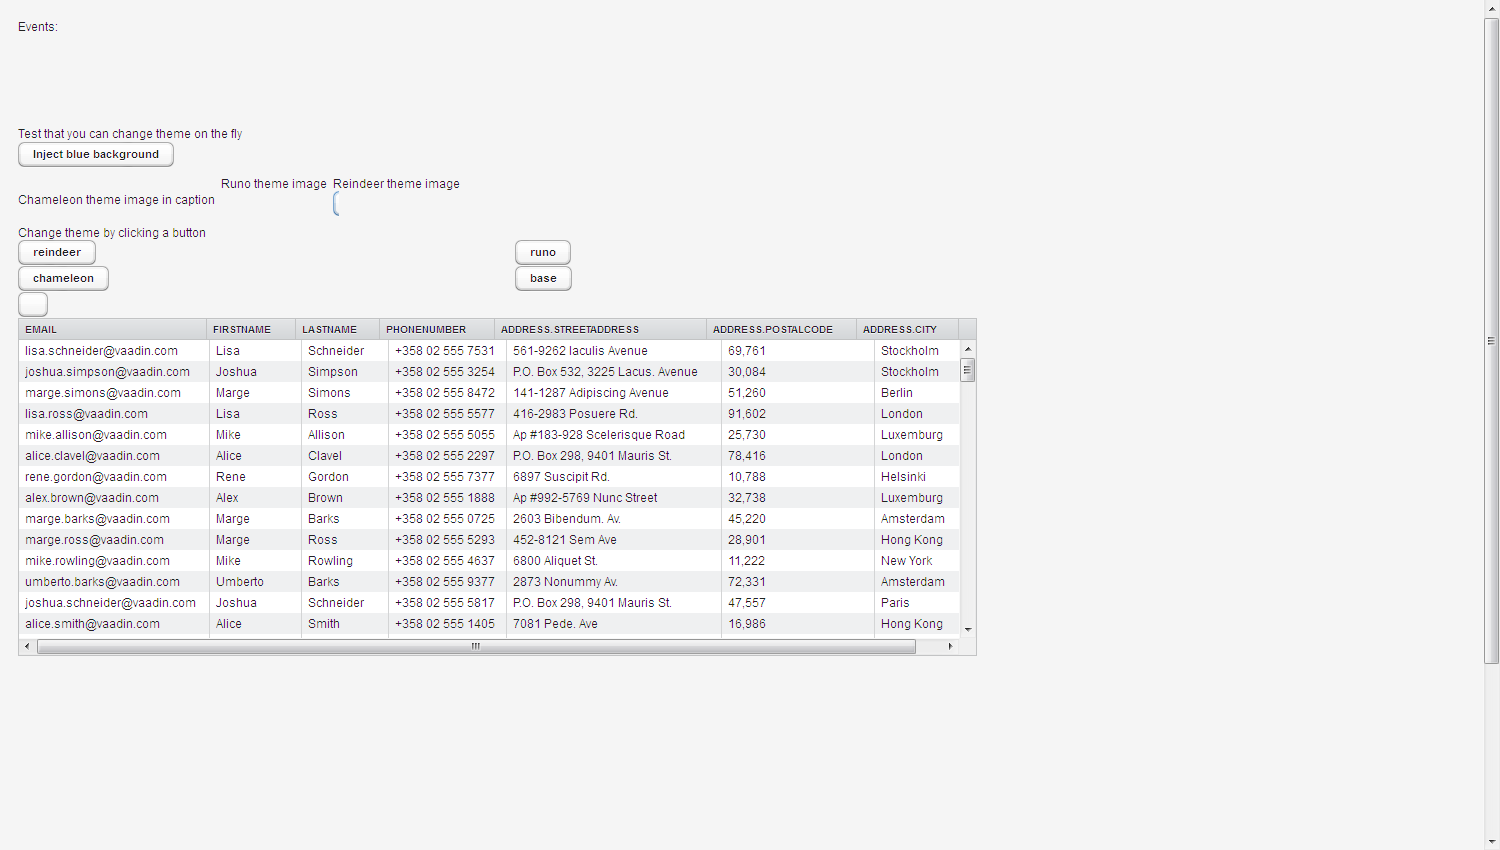 Events:
Test that you can change theme on the fly
Inject blue background
Runo theme image Reindeer theme image
Chameleon theme image in caption
Change theme by clicking a button
reindeer runo
chameleon base
EMAIL FIRSTNAME LASTNAME PHONENUMBER ADDRESS.STREETADDRESS ADDRESS.POSTALCODE ADDRESS.CITY
lisa.schneider@vaadin.com Lisa Schneider +358 02 555 7531 561-9262 Iaculis Avenue 69,761 Stockholm
joshua.simpson@vaadin.com Joshua Simpson +358 02 555 3254 P.O. Box 532, 3225 Lacus. Avenue 30,084 Stockholm
marge.simons@vaadin.com Marge Simons +358 02 555 8472 141-1287 Adipiscing Avenue 51,260 Berlin
lisa.ross@vaadin.com Lisa Ross +358 02 555 5577 416-2983 Posuere Rd. 91,602 London
mike.allison@vaadin.com Mike Allison +358 02 555 5055 Ap #183-928 Scelerisque Road 25,730 Luxemburg
alice.clavel@vaadin.com Alice Clavel +358 02 555 2297 P.O. Box 298, 9401 Mauris St. 78,416 London
rene.gordon@vaadin.com Rene Gordon +358 02 555 7377 6897 Suscipit Rd. 10,788 Helsinki
alex.brown@vaadin.com Alex Brown +358 02 555 1888 Ap #992-5769 Nunc Street 32,738 Luxemburg
marge.barks@vaadin.com Marge Barks +358 02 555 0725 2603 Bibendum. Av. 45,220 Amsterdam
marge.ross@vaadin.com Marge Ross +358 02 555 5293 452-8121 Sem Ave 28,901 Hong Kong
mike.rowling@vaadin.com Mike Rowling +358 02 555 4637 6800 Aliquet St. 11,222 New York
umberto.barks@vaadin.com Umberto Barks +358 02 555 9377 2873 Nonummy Av. 72,331 Amsterdam
joshua.schneider@vaadin.com Joshua Schneider +358 02 555 5817 P.O. Box 298, 9401 Mauris St. 47,557 Paris
alice.smith@vaadin.com Alice Smith +358 02 555 1405 7081 Pede. Ave 16,986 Hong Kong